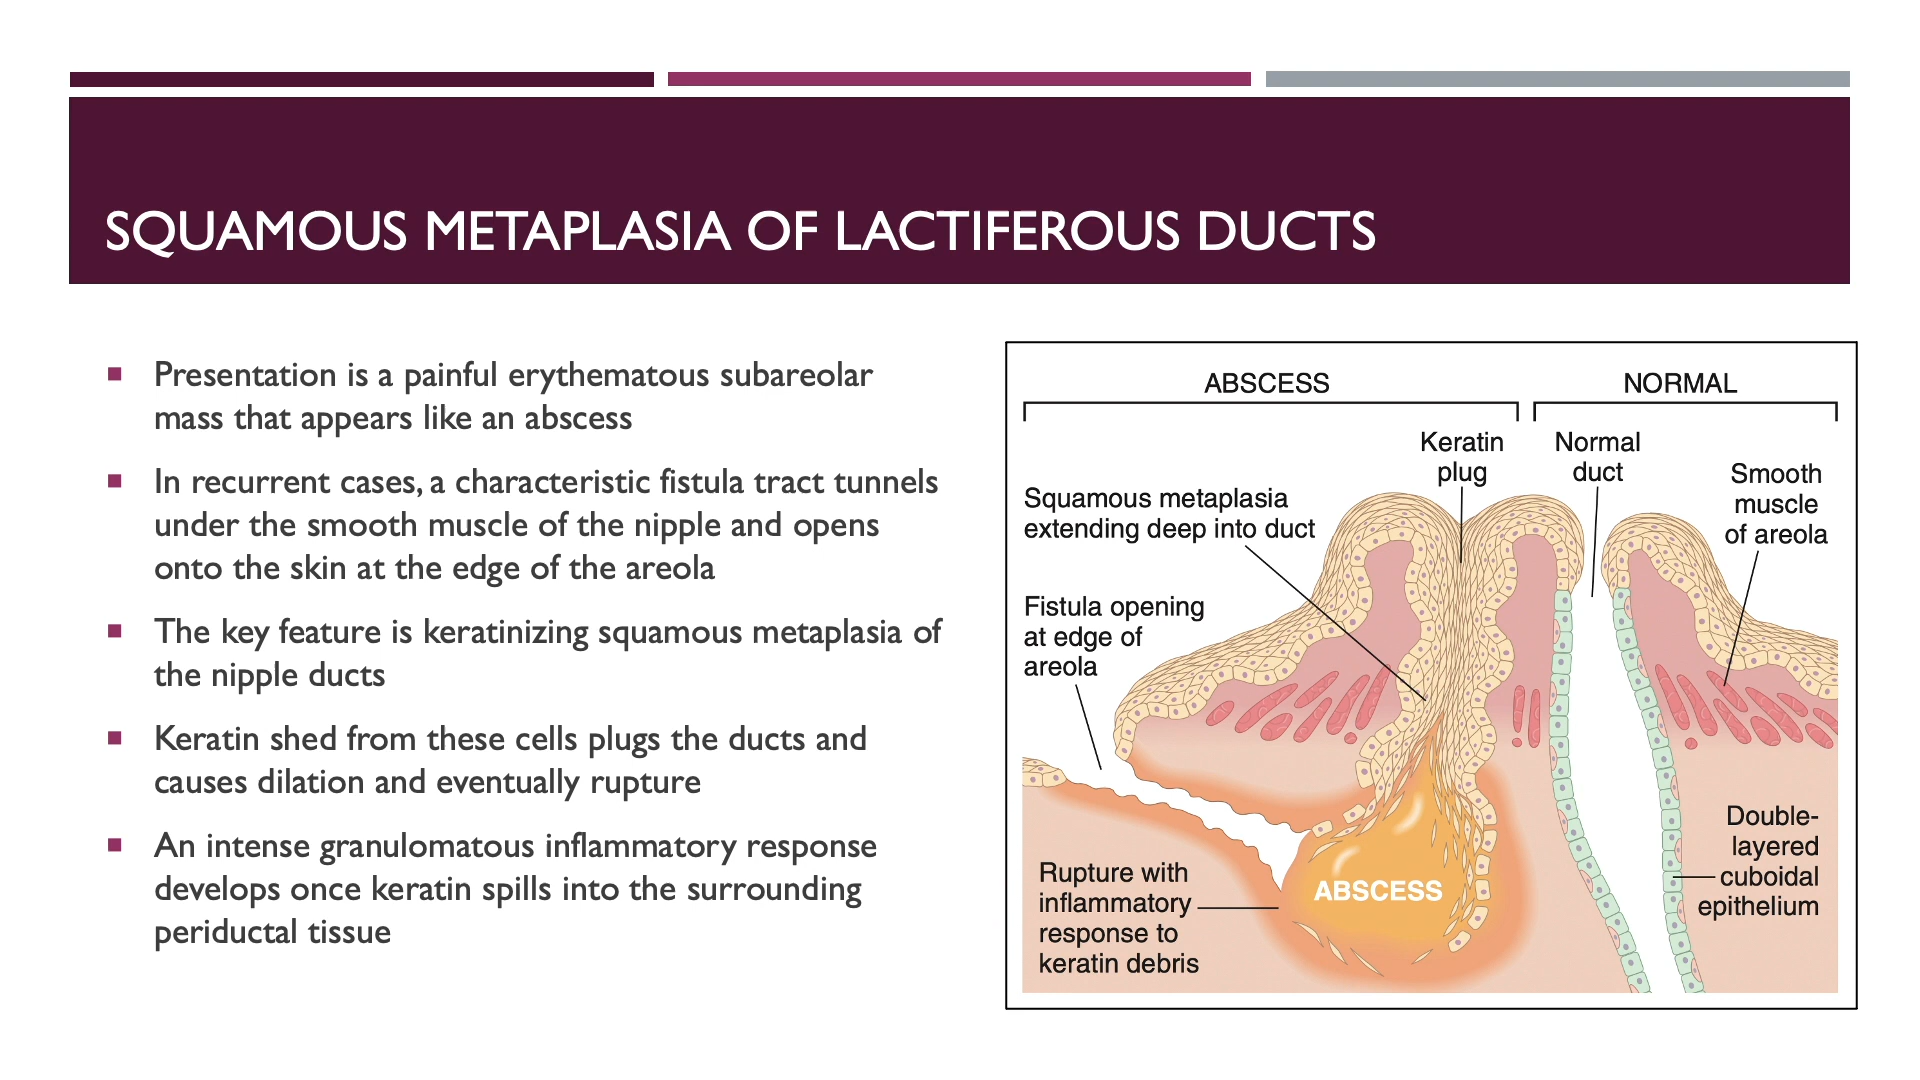 SQUAMOUS METAPLASIA OF LACTIFEROUS DUCTS
Presentation is a painful erythematous subareolar
mass that appears like an abscess
In recurrent cases, a characteristic fistula tract tunnels
under the smooth muscle of the nipple and opens
onto the skin at the edge of the areola
The key feature is keratinizing squamous metaplasia of
the nipple ducts
Keratin shed from these cells plugs the ducts and
causes dilation and eventually rupture
An intense granulomatous inflammatory response
develops once keratin spills into the surrounding
periductal tissue
ABSCESS
NORMAL
Keratin
plug
Normal
duct
Smooth
muscle
of areola
Squamous metaplasia
extending deep into duct
Fistula opening
at edge of
areola
Rupture with
inflammatory
response to
keratin debris
ABSCESS
Double-
layered
cuboidal
epithelium